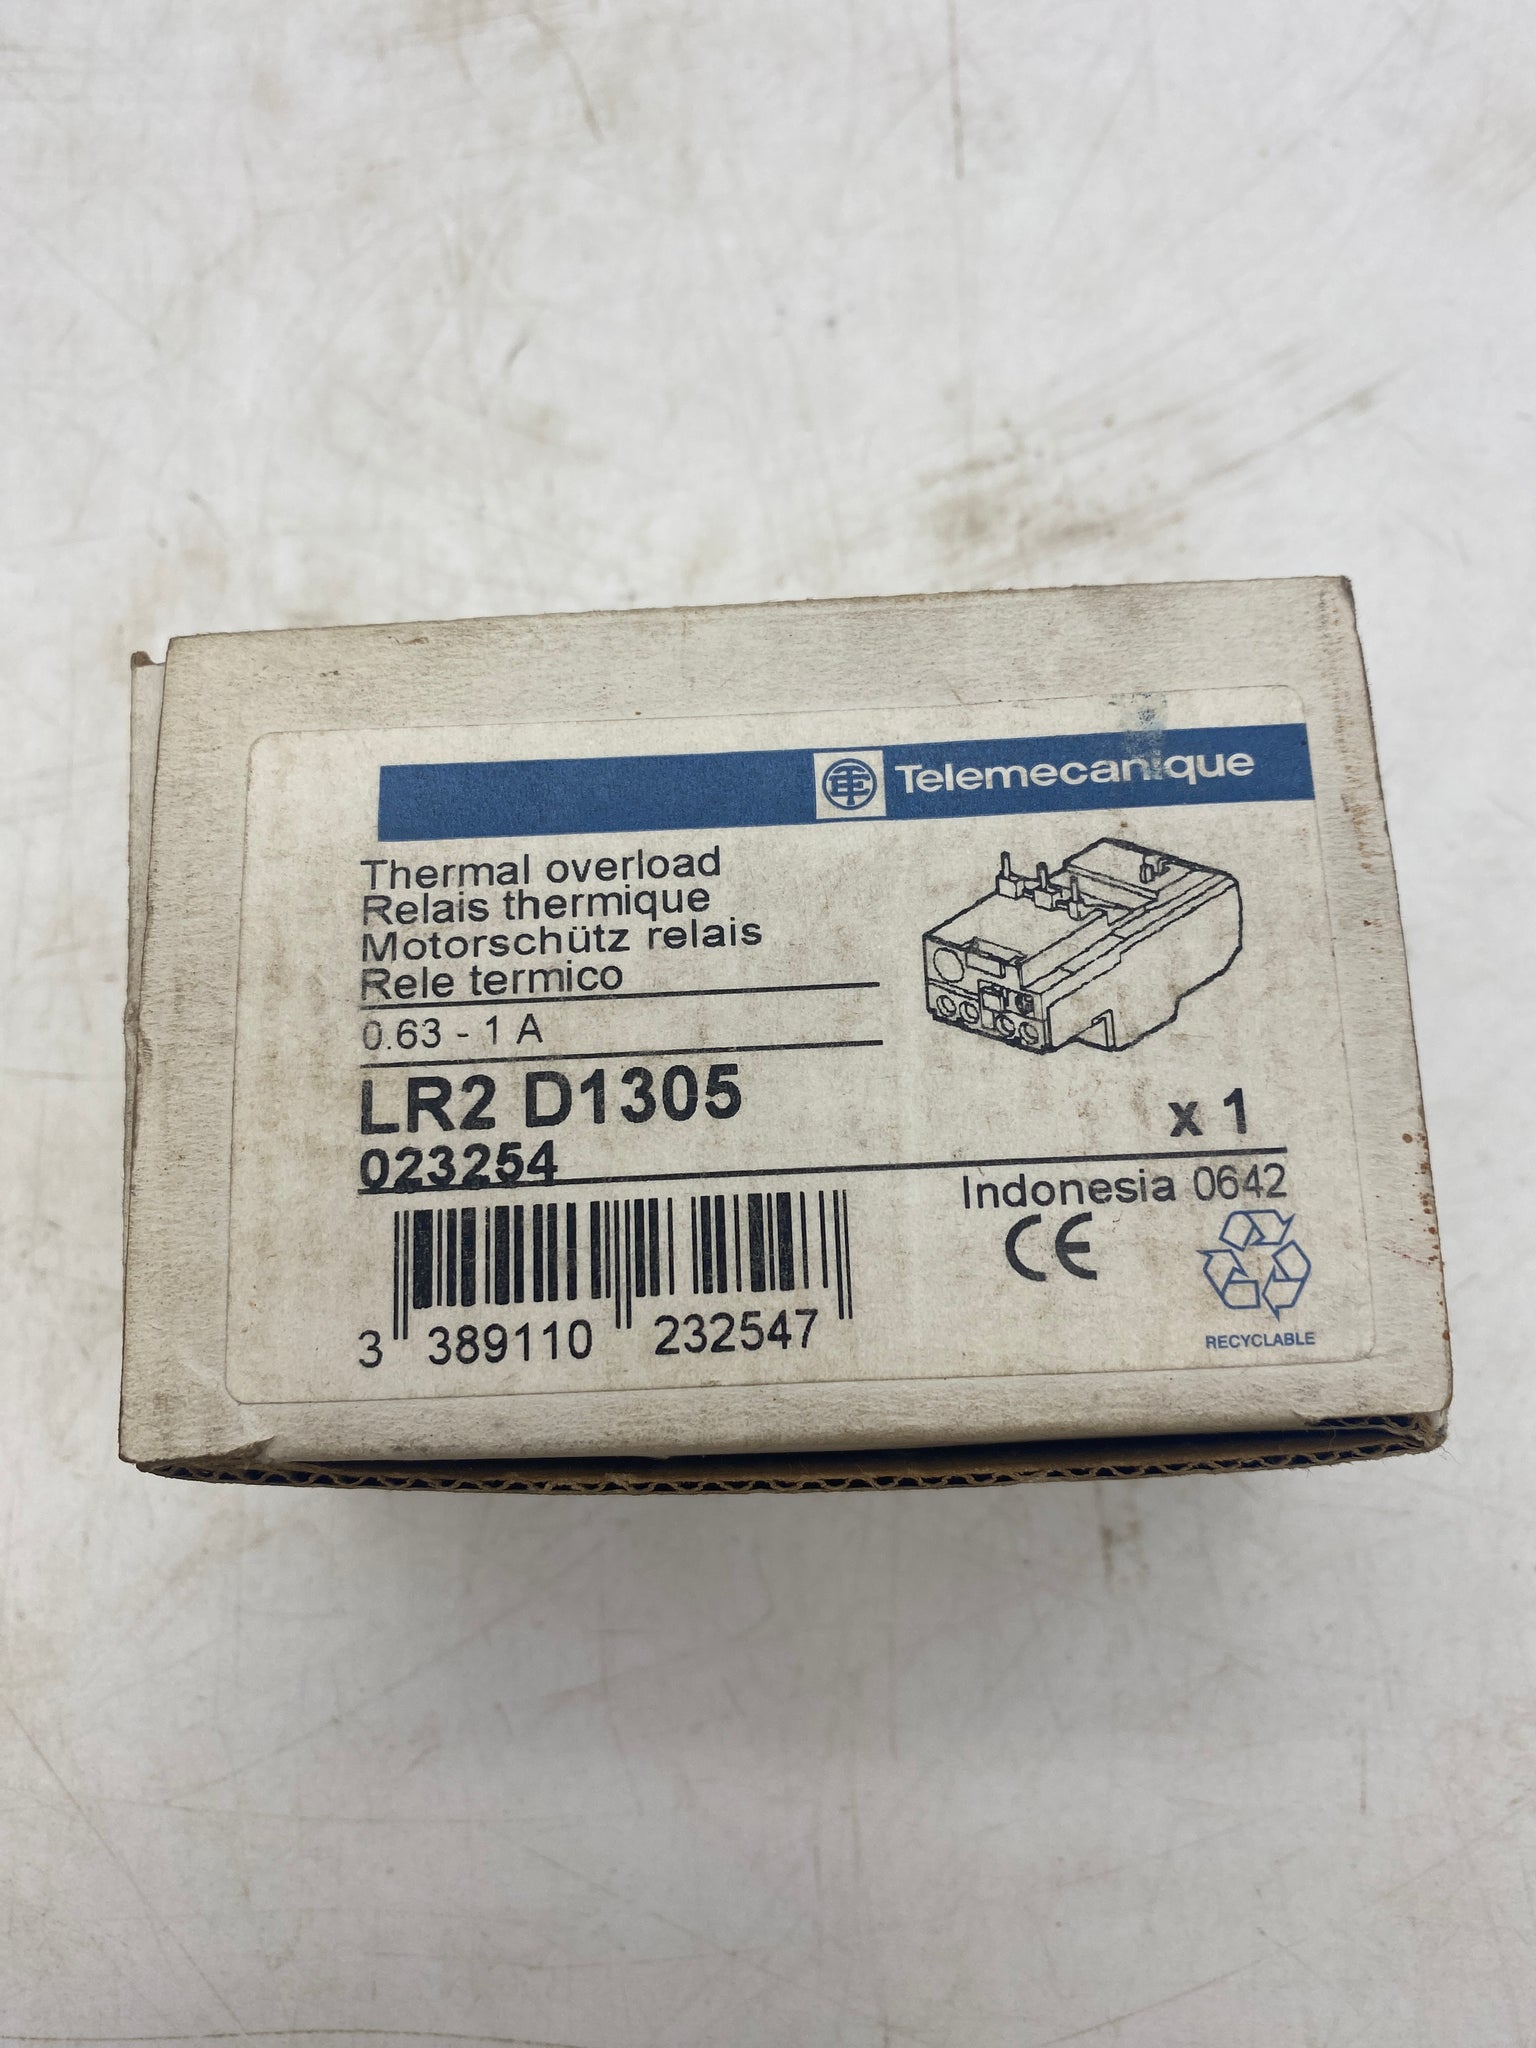 Telemecanique
Thermal overload
Relais thermique
Motorschütz relais
Rele termico
0.63 - 1 A
LR2 D1305
x 1
023254
Indonesia 0642
CE
3 389110 232547
RECYCLABLE